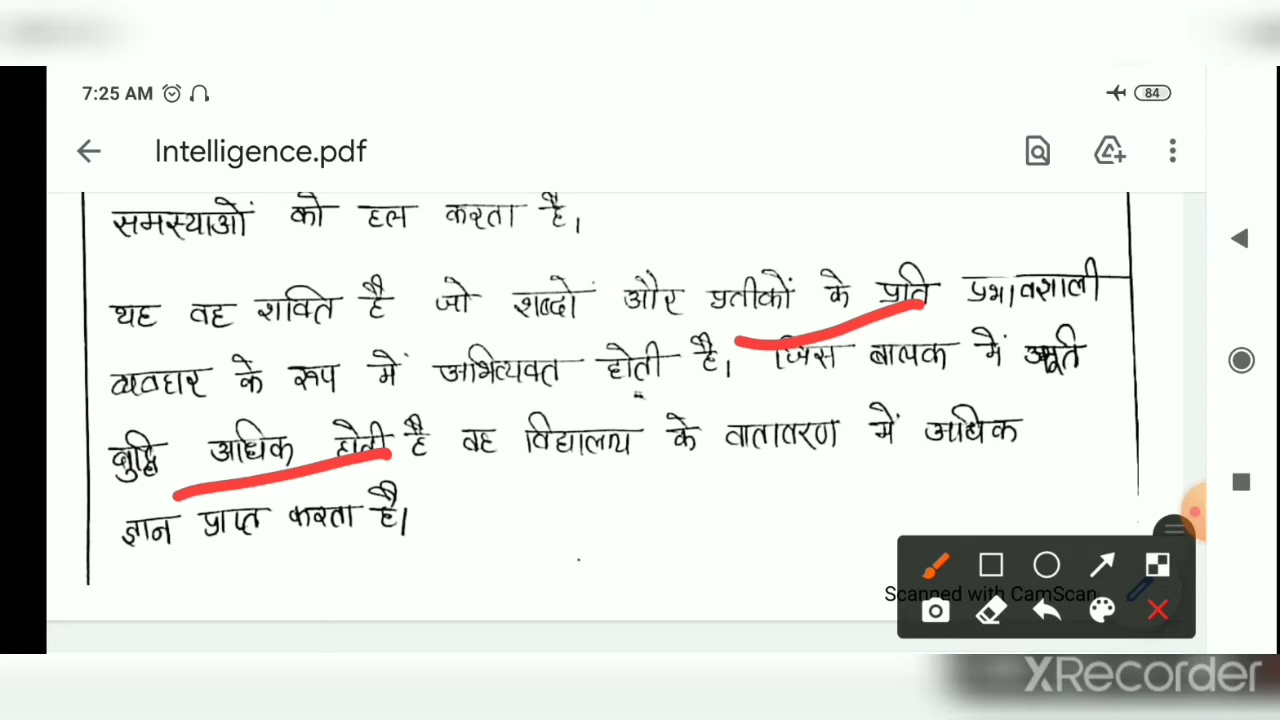 7:25 AM 84
Intelligence.pdf
समस्याओं को हल करता है।
यह वह शक्ति है जो शब्दों और प्रतीकों के प्रति प्रभावशाली
व्यवहार के रूप में अभिव्यक्त होती है। जिस बालक में अमूर्त
बुद्धि अधिक होती है वह विद्यालय के वातावरण में अधिक
ज्ञान प्राप्त करता है।
Scanned with CamScan
XRecorder